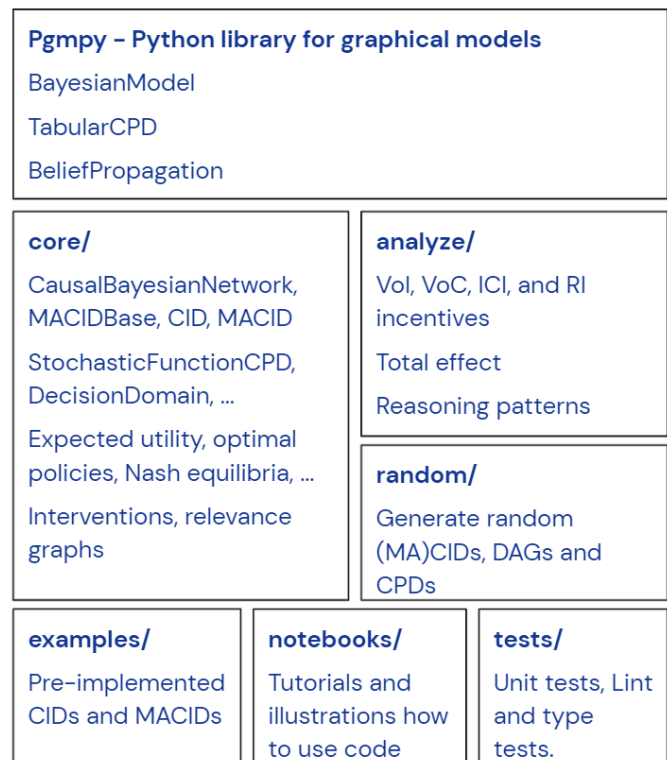 Pgmpy - Python library for graphical models
BayesianModel
TabularCPD
BeliefPropagation
core/
CausalBayesianNetwork,
MACIDBase, CID, MACID
StochasticFunctionCPD,
DecisionDomain, ...
Expected utility, optimal
policies, Nash equilibria, ...
Interventions, relevance
graphs
analyze/
VoI, VoC, ICI, and RI
incentives
Total effect
Reasoning patterns
random/
Generate random
(MA)CIDs, DAGs and
CPDs
examples/
Pre-implemented
CIDs and MACIDs
notebooks/
Tutorials and
illustrations how
to use code
tests/
Unit tests, Lint
and type
tests.